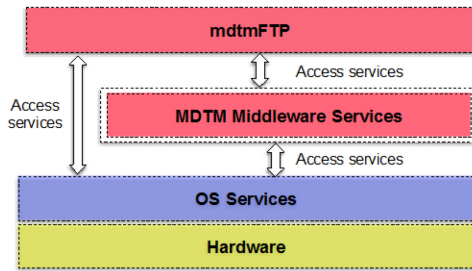 mdtmFTP
Access services
Access
services
MDTM Middleware Services
Access services
OS Services
Hardware